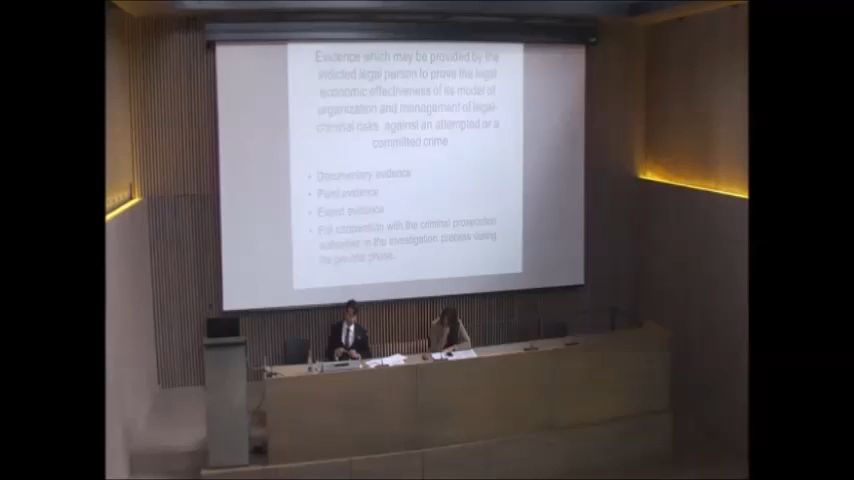 Evidence which may be provided by the
indicted legal person to prove the legal
economic effectiveness of its model of
organization and management of legal-
criminal risks, against an attempted or a
committed crime
• Documentary evidence
• Parol evidence
• Expert evidence
• Full cooperation with the criminal prosecution
authorities in the investigation process during
the pre-trial phase.